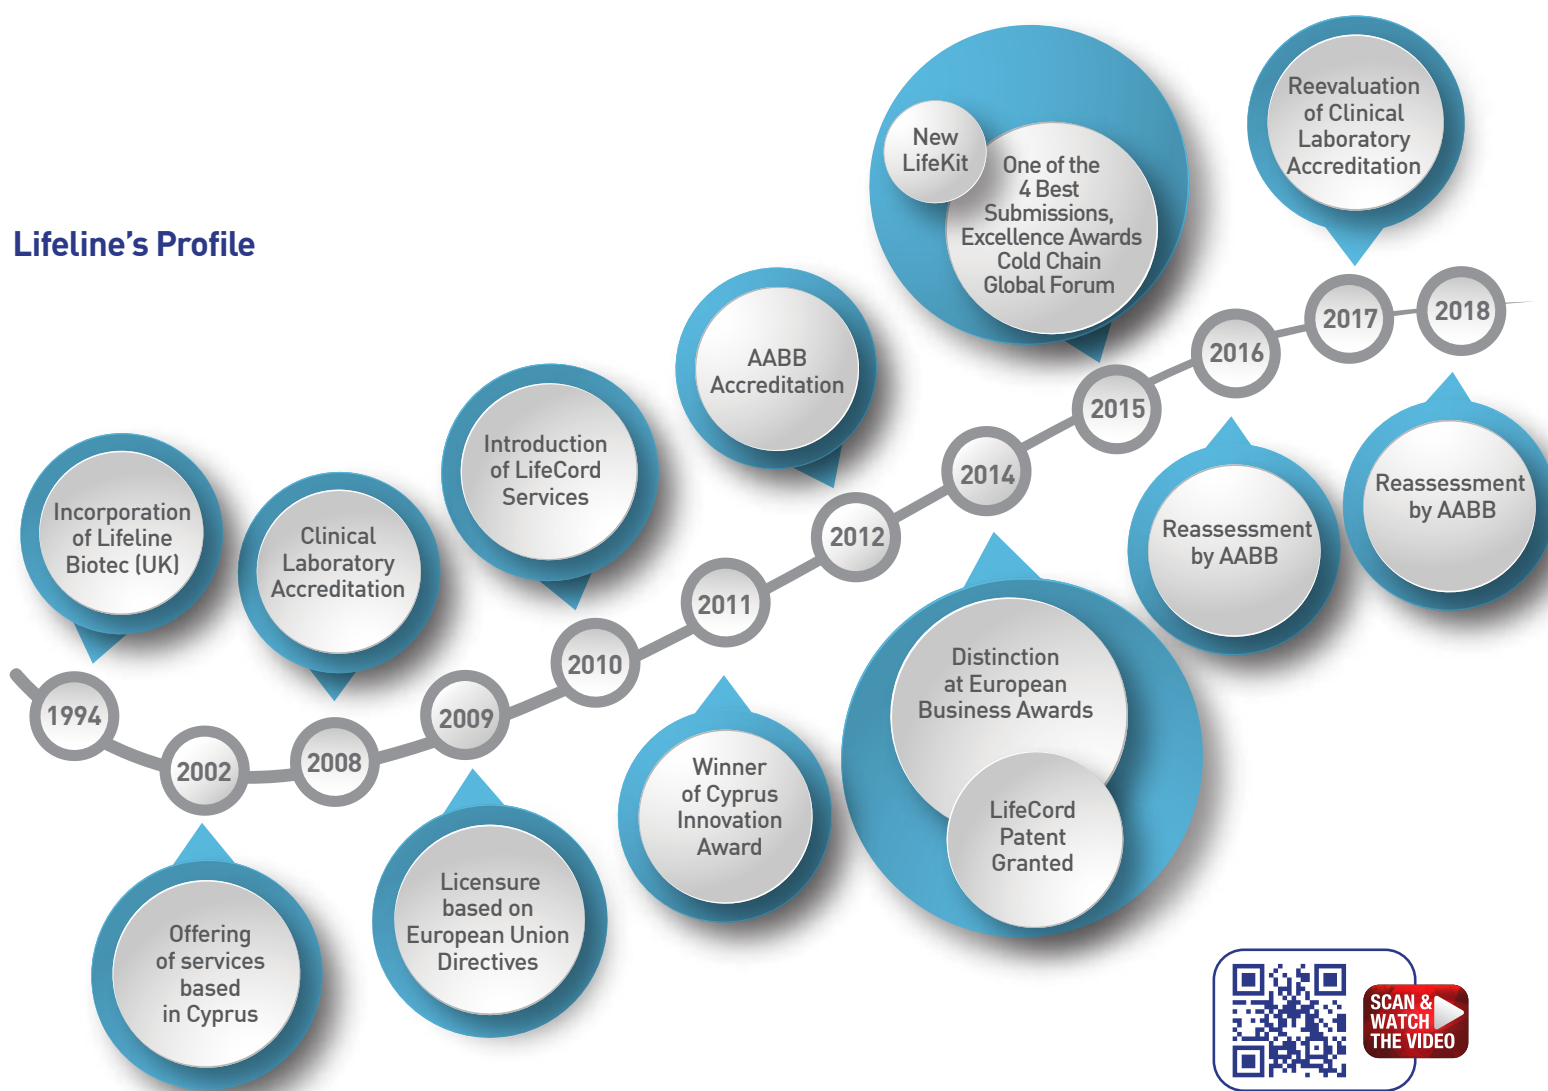 Lifeline's Profile
Incorporation
of Lifeline
Biotec (UK)
1994
2002
Offering
of services
based
in Cyprus
Clinical
Laboratory
Accreditation
2008
2009
Licensure
based on
European Union
Directives
Introduction
of LifeCord
Services
2010
2011
Winner
of Cyprus
Innovation
Award
AABB
Accreditation
2012
2014
Distinction
at European
Business Awards
LifeCord
Patent
Granted
New
LifeKit
One of the
4 Best
Submissions,
Excellence Awards
Cold Chain
Global Forum
2015
2016
Reassessment
by AABB
Reevaluation
of Clinical
Laboratory
Accreditation
2017
2018
Reassessment
by AABB
SCAN &
WATCH
THE VIDEO